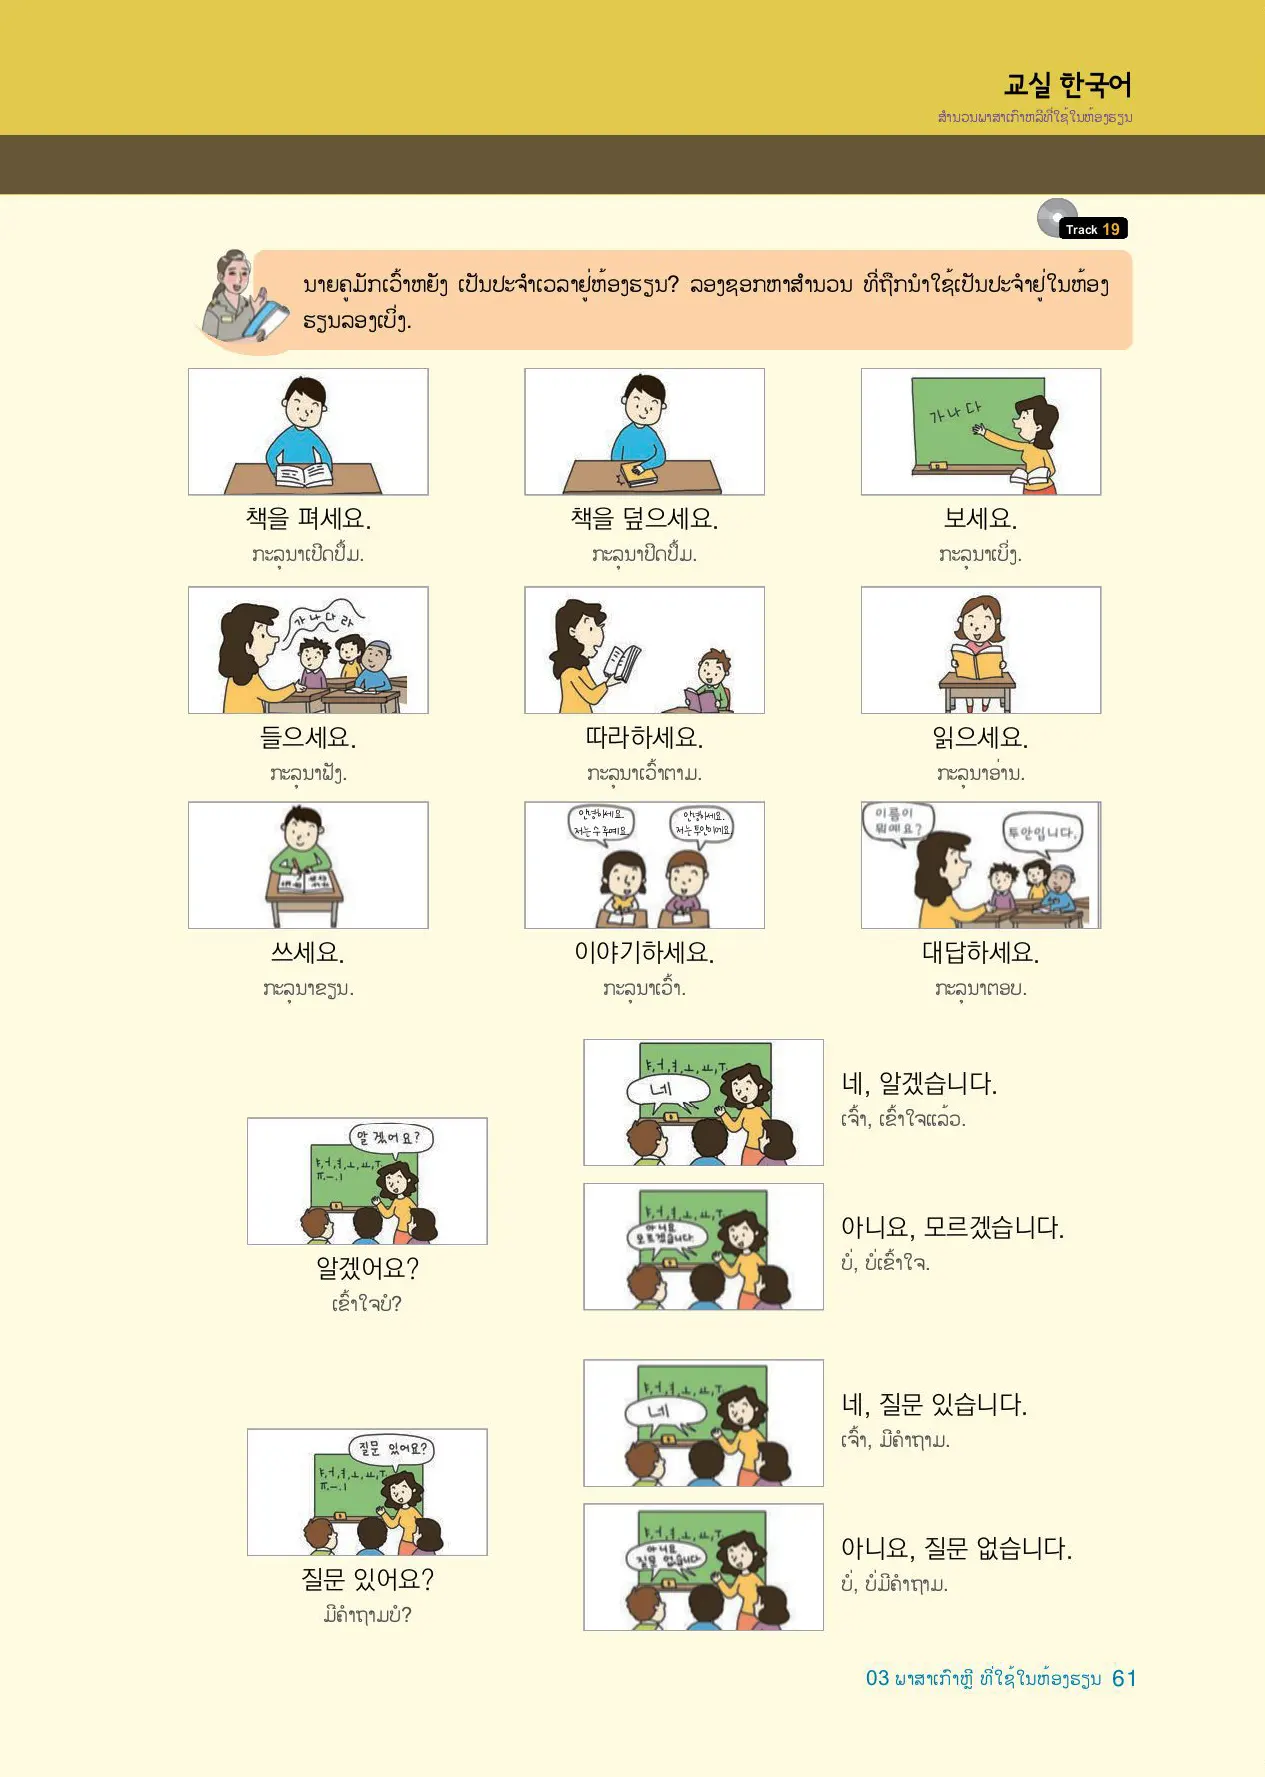 교실 한국어
ສຳນວນພາສາເກົາຫລີທີ່ໃຊ້ໃນຫ້ອງຮຽນ
Track 19
ນາຍຄູມັກເວົ້າຫຍັງ ເປັນປະຈຳເວລາຢູ່ຫ້ອງຮຽນ? ລອງຊອກຫາສຳນວນ ທີ່ຖືກນຳໃຊ້ເປັນປະຈຳຢູ່ໃນຫ້ອງ
ຮຽນລອງເບິ່ງ.
가 나 다
책을 펴세요.
ກະລຸນາເປີດປຶ້ມ.
책을 덮으세요.
ກະລຸນາປິດປຶ້ມ.
보세요.
ກະລຸນາເບິ່ງ.
가 나 다 라
들으세요.
ກະລຸນາຟັງ.
따라하세요.
ກະລຸນາເວົ້າຕາມ.
읽으세요.
ກະລຸນາອ່ານ.
안녕하세요.
저는 수루예요.
안녕하세요.
저는 투안이에요.
이름이
뭐예요?
투안입니다.
쓰세요.
ກະລຸນາຂຽນ.
이야기하세요.
ກະລຸນາເວົ້າ.
대답하세요.
ກະລຸນາຕອບ.
네
네, 알겠습니다.
ເຈົ້າ, ເຂົ້າໃຈແລ້ວ.
알겠어요?
알겠어요?
ເຂົ້າໃຈບໍ?
아니요
모르겠습니다.
아니요, 모르겠습니다.
ບໍ່, ບໍ່ເຂົ້າໃຈ.
네
네, 질문 있습니다.
ເຈົ້າ, ມີຄຳຖາມ.
질문 있어요?
질문 있어요?
ມີຄຳຖາມບໍ?
아니요
질문 없습니다
아니요, 질문 없습니다.
ບໍ່, ບໍ່ມີຄຳຖາມ.
03 ພາສາເກົາຫຼີ ທີ່ໃຊ້ໃນຫ້ອງຮຽນ 61